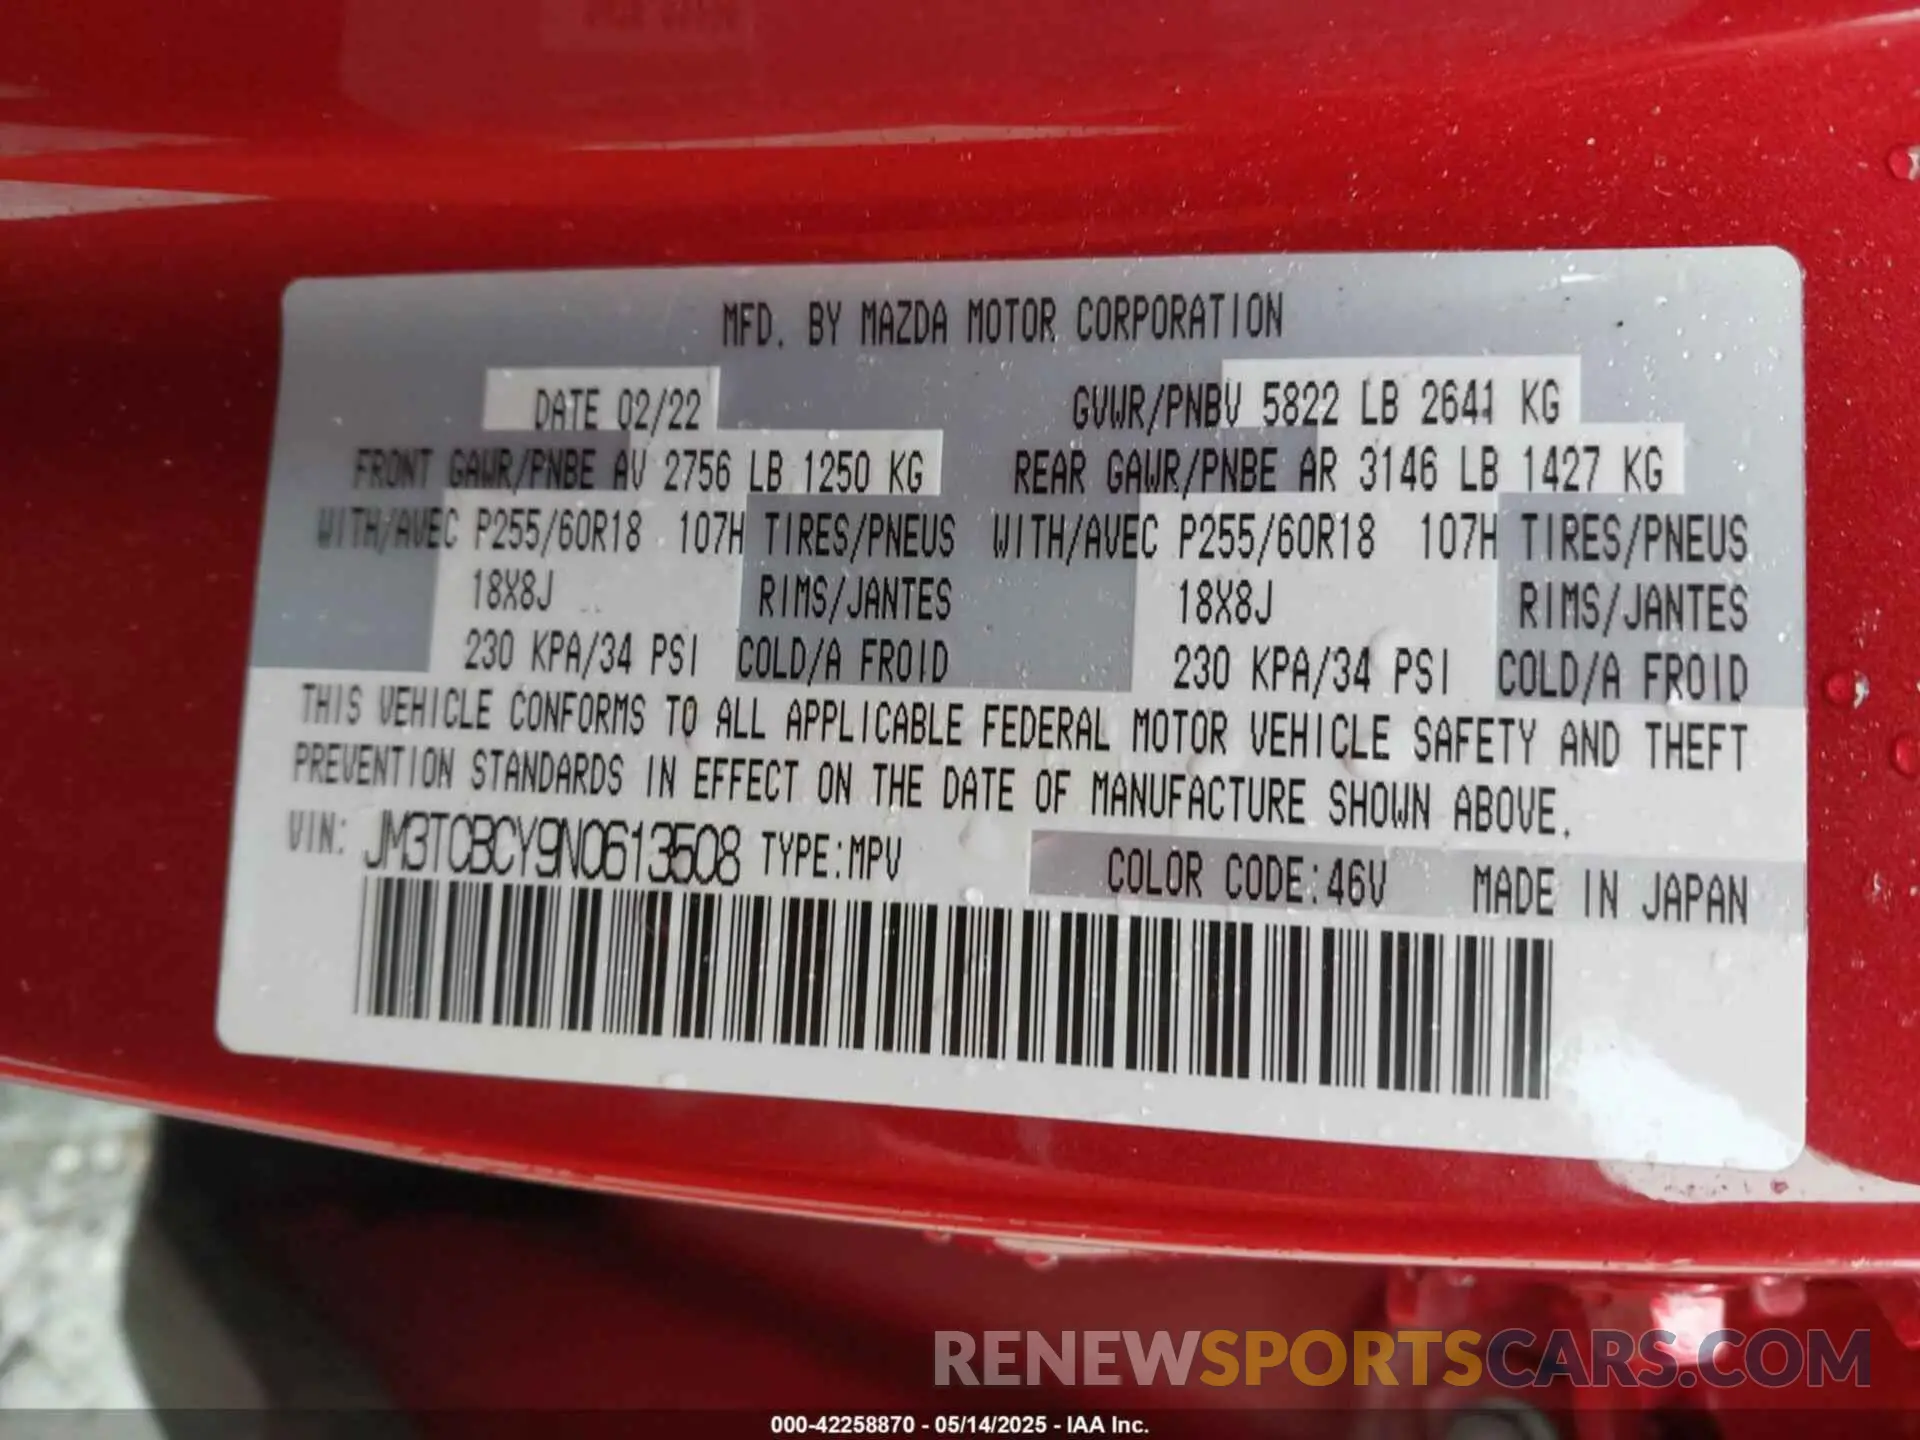 MFD. BY MAZDA MOTOR CORPORATION
DATE 02/22 GVWR/PNBV 5822 LB 2641 KG
FRONT GAWR/PNBE AV 2756 LB 1250 KG REAR GAWR/PNBE AR 3146 LB 1427 KG
WITH/AVEC P255/60R18 107H TIRES/PNEUS WITH/AVEC P255/60R18 107H TIRES/PNEUS
18X8J RIMS/JANTES 18X8J RIMS/JANTES
230 KPA/34 PSI COLD/A FROID 230 KPA/34 PSI COLD/A FROID
THIS VEHICLE CONFORMS TO ALL APPLICABLE FEDERAL MOTOR VEHICLE SAFETY AND THEFT
PREVENTION STANDARDS IN EFFECT ON THE DATE OF MANUFACTURE SHOWN ABOVE.
VIN: JM3TCBCY9N0613508 TYPE:MPV COLOR CODE:46V MADE IN JAPAN
RENEWSPORTSCARS.COM
000-42258870 - 05/14/2025 - IAA Inc.